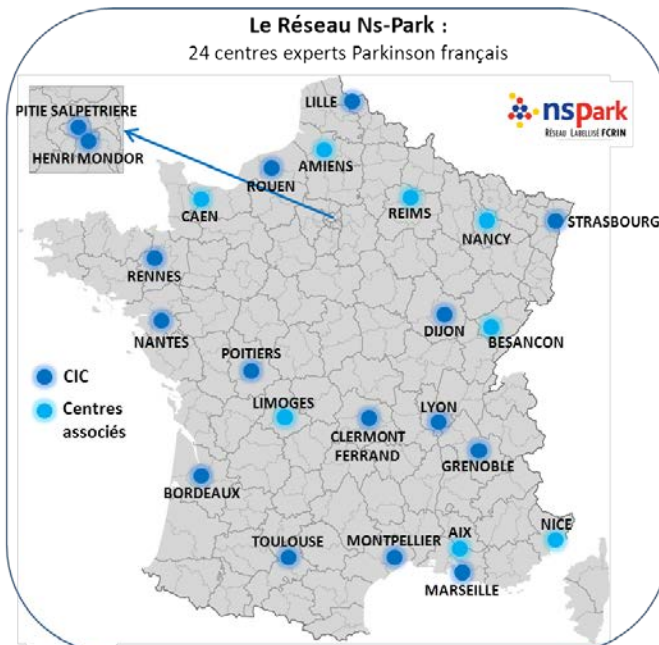 Le Réseau Ns-Park :
24 centres experts Parkinson français
nspark
RÉSEAU LABELLISÉ FCRIN
PITIE SALPETRIERE
HENRI MONDOR
LILLE
AMIENS
ROUEN
CAEN
REIMS
NANCY
STRASBOURG
RENNES
NANTES
DIJON
BESANCON
POITIERS
CIC
Centres
associés
LIMOGES
CLERMONT
FERRAND
LYON
GRENOBLE
BORDEAUX
TOULOUSE
MONTPELLIER
AIX
NICE
MARSEILLE